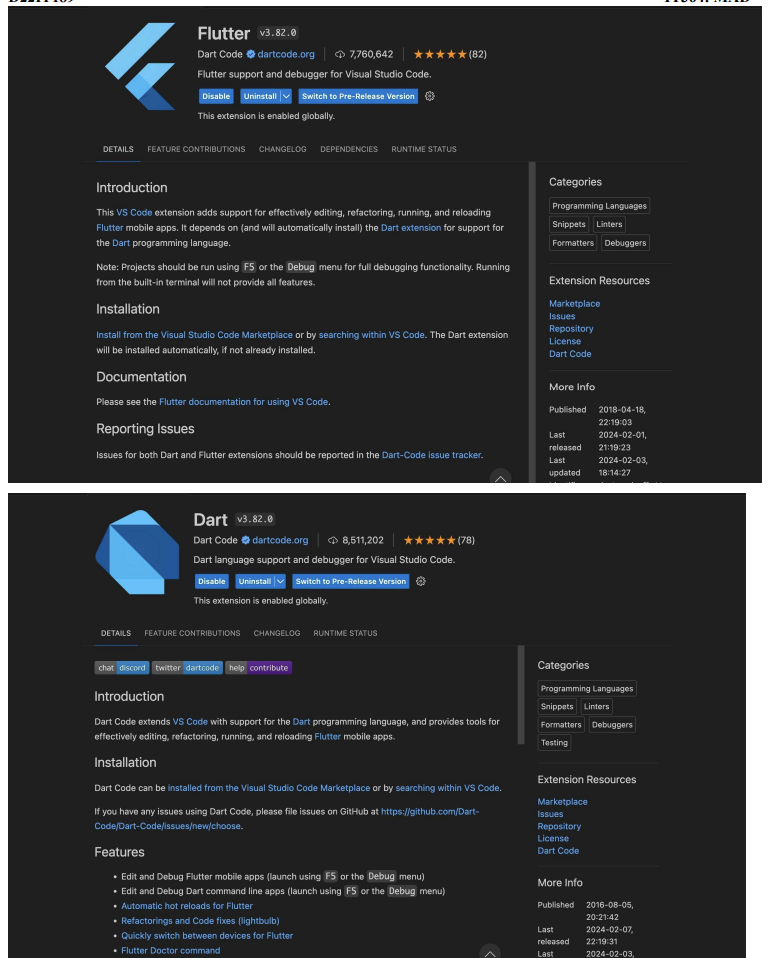 Flutter v3.82.0
Dart Code dartcode.org 7,760,642 ★★★★★(82)
Flutter support and debugger for Visual Studio Code.
Disable Uninstall Switch to Pre-Release Version
This extension is enabled globally.
DETAILS FEATURE CONTRIBUTIONS CHANGELOG DEPENDENCIES RUNTIME STATUS
Introduction
This VS Code extension adds support for effectively editing, refactoring, running, and reloading
Flutter mobile apps. It depends on (and will automatically install) the Dart extension for support for
the Dart programming language.
Note: Projects should be run using F5 or the Debug menu for full debugging functionality. Running
from the built-in terminal will not provide all features.
Installation
Install from the Visual Studio Code Marketplace or by searching within VS Code. The Dart extension
will be installed automatically, if not already installed.
Documentation
Please see the Flutter documentation for using VS Code.
Reporting Issues
Issues for both Dart and Flutter extensions should be reported in the Dart-Code issue tracker.
Categories
Programming Languages
Snippets Linters
Formatters Debuggers
Extension Resources
Marketplace
Issues
Repository
License
Dart Code
More Info
Published 2018-04-18,
22:19:03
Last 2024-02-01,
released 21:19:23
Last 2024-02-03,
updated 18:14:27
Dart v3.82.0
Dart Code dartcode.org 8,511,202 ★★★★★(78)
Dart language support and debugger for Visual Studio Code.
Disable Uninstall Switch to Pre-Release Version
This extension is enabled globally.
DETAILS FEATURE CONTRIBUTIONS CHANGELOG RUNTIME STATUS
chat discord twitter dartcode help contribute
Introduction
Dart Code extends VS Code with support for the Dart programming language, and provides tools for
effectively editing, refactoring, running, and reloading Flutter mobile apps.
Installation
Dart Code can be installed from the Visual Studio Code Marketplace or by searching within VS Code.
If you have any issues using Dart Code, please file issues on GitHub at https://github.com/Dart-
Code/Dart-Code/issues/new/choose.
Features
• Edit and Debug Flutter mobile apps (launch using F5 or the Debug menu)
• Edit and Debug Dart command line apps (launch using F5 or the Debug menu)
• Automatic hot reloads for Flutter
• Refactorings and Code fixes (lightbulb)
• Quickly switch between devices for Flutter
• Flutter Doctor command
Categories
Programming Languages
Snippets Linters
Formatters Debuggers
Testing
Extension Resources
Marketplace
Issues
Repository
License
Dart Code
More Info
Published 2016-08-05,
20:21:42
Last 2024-02-07,
released 22:19:31
Last 2024-02-03,